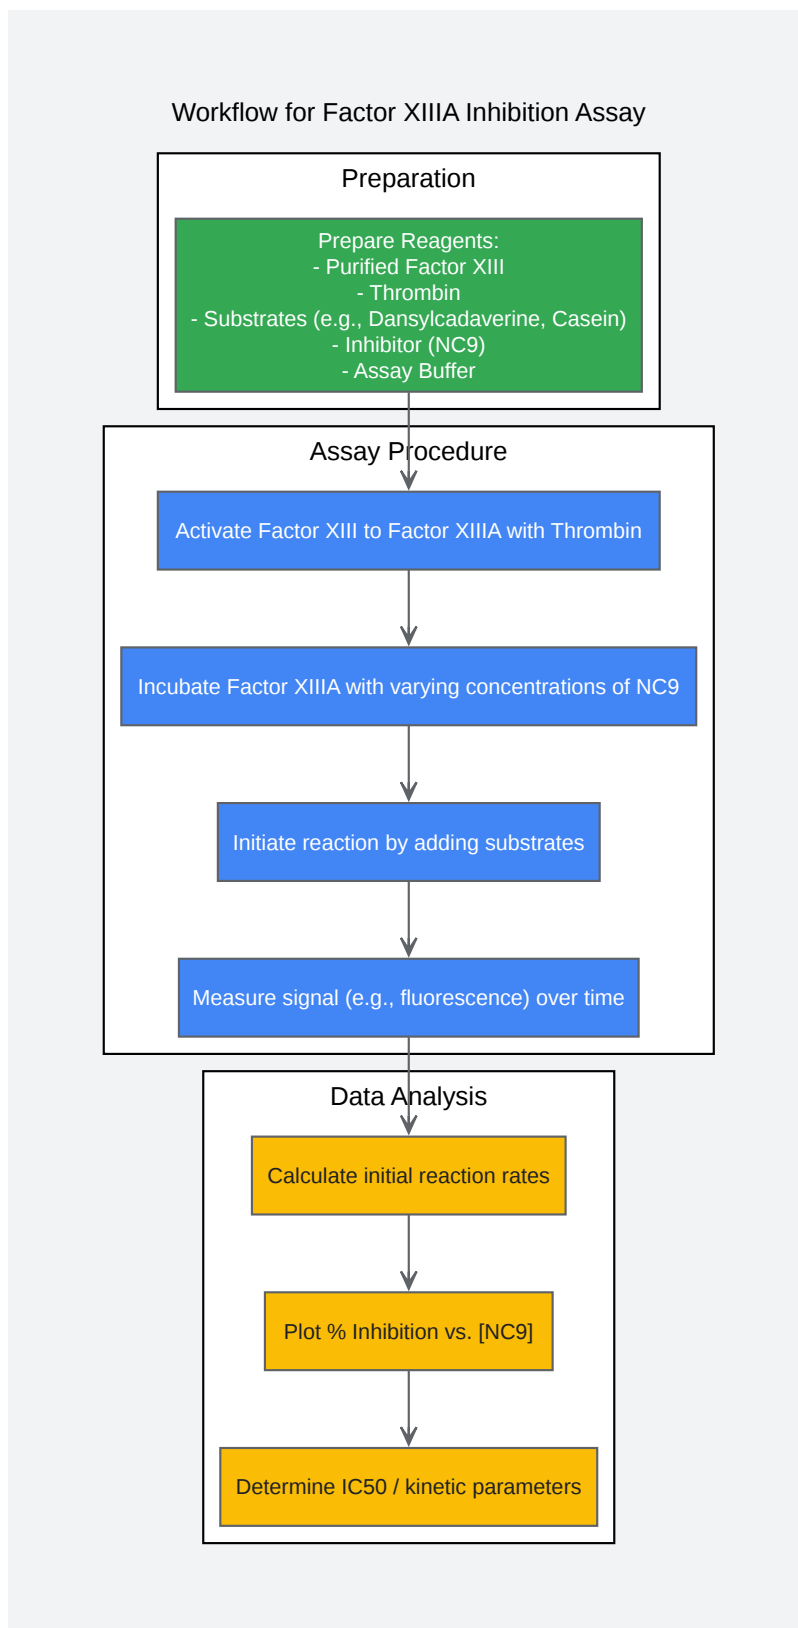 Workflow for Factor XIIIA Inhibition Assay
Preparation
Prepare Reagents:
- Purified Factor XIII
- Thrombin
- Substrates (e.g., Dansylcadaverine, Casein)
- Inhibitor (NC9)
- Assay Buffer
Assay Procedure
Activate Factor XIII to Factor XIIIA with Thrombin
Incubate Factor XIIIA with varying concentrations of NC9
Initiate reaction by adding substrates
Measure signal (e.g., fluorescence) over time
Data Analysis
Calculate initial reaction rates
Plot % Inhibition vs. [NC9]
Determine IC50 / kinetic parameters